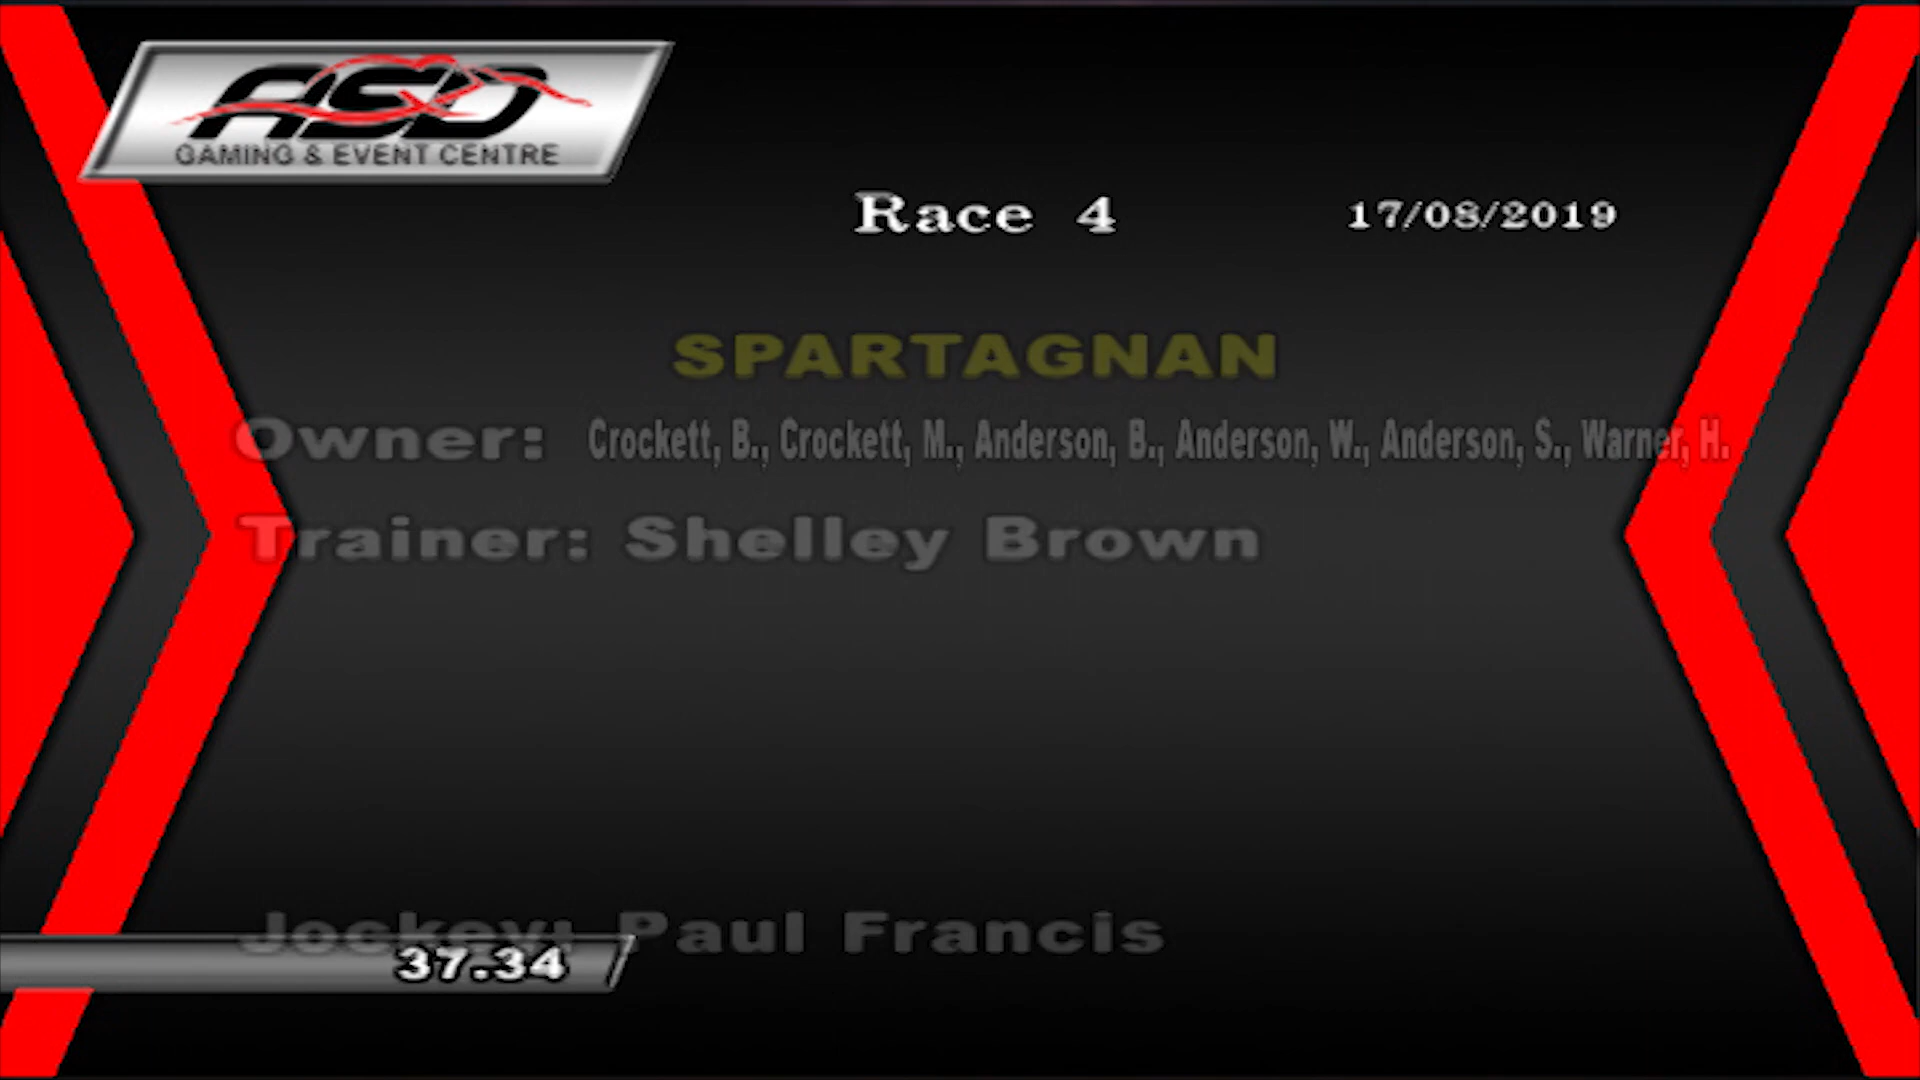 ASD
GAMING & EVENT CENTRE
Race 4 17/08/2019
SPARTAGNAN
Owner: Crockett, B., Crockett, M., Anderson, B., Anderson, W., Anderson, S., Warner, H.
Trainer: Shelley Brown
Jockey: Paul Francis
37.34